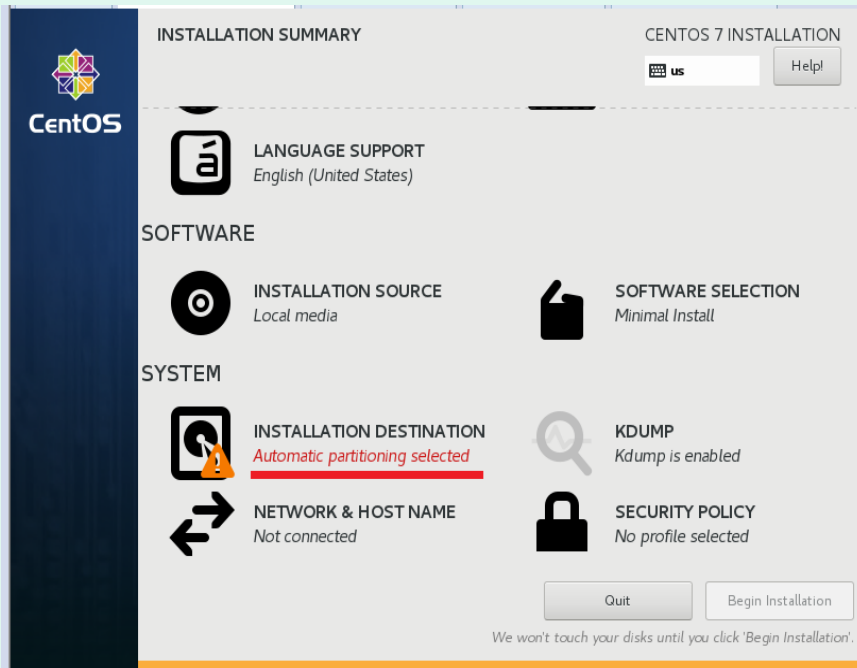 INSTALLATION SUMMARY
CENTOS 7 INSTALLATION
us
Help!
CentOS
á
LANGUAGE SUPPORT
English (United States)
SOFTWARE
INSTALLATION SOURCE
Local media
SOFTWARE SELECTION
Minimal Install
SYSTEM
INSTALLATION DESTINATION
Automatic partitioning selected
KDUMP
Kdump is enabled
NETWORK & HOST NAME
Not connected
SECURITY POLICY
No profile selected
Quit
Begin Installation
We won't touch your disks until you click 'Begin Installation'.